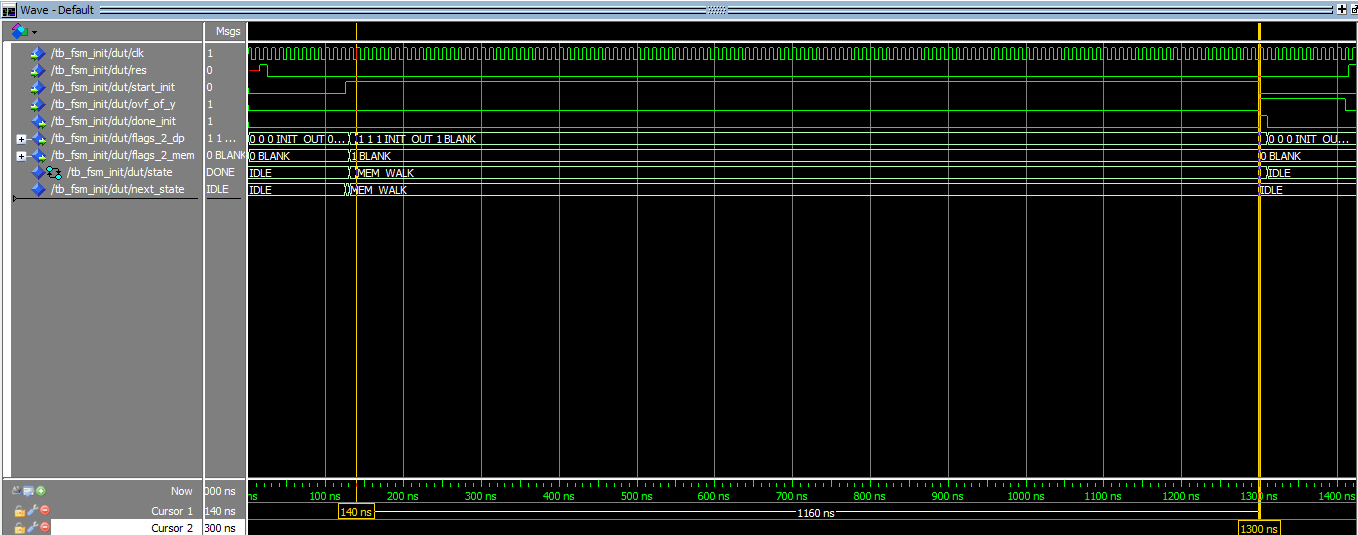 Wave - Default
Msgs
/tb_fsm_init/dut/clk 1
/tb_fsm_init/dut/res 0
/tb_fsm_init/dut/start_init 0
/tb_fsm_init/dut/ovf_of_y 1
/tb_fsm_init/dut/done_init 1
/tb_fsm_init/dut/flags_2_dp 1 1 ... 0 0 0 INIT_OUT 0... 1 1 1 INIT_OUT 1 BLANK 0 0 0 INIT_OU...
/tb_fsm_init/dut/flags_2_mem 0 BLANK 0 BLANK 1 BLANK 0 BLANK
/tb_fsm_init/dut/state DONE IDLE MEM_WALK IDLE
/tb_fsm_init/dut/next_state IDLE IDLE MEM_WALK IDLE
Now 000 ns ns 100 ns 200 ns 300 ns 400 ns 500 ns 600 ns 700 ns 800 ns 900 ns 1000 ns 1100 ns 1200 ns 1300 ns 1400 ns
Cursor 1 140 ns 140 ns 1160 ns
Cursor 2 300 ns 1300 ns